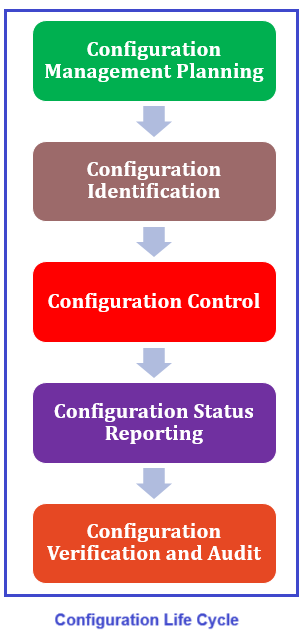 Configuration
Management Planning
Configuration
Identification
Configuration Control
Configuration Status
Reporting
Configuration
Verification and Audit
Configuration Life Cycle